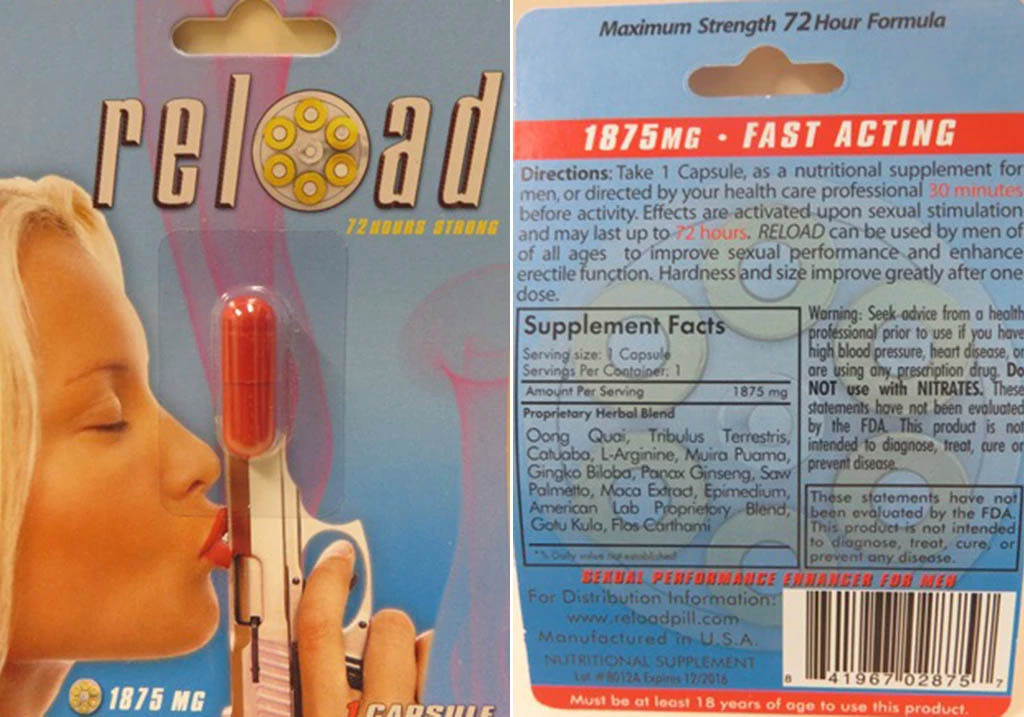 reload
72 HOURS STRONG
1875 MG
1 CAPSULE
Maximum Strength 72 Hour Formula
1875MG • FAST ACTING
Directions: Take 1 Capsule, as a nutritional supplement for
men, or directed by your health care professional 30 minutes
before activity. Effects are activated upon sexual stimulation
and may last up to 72 hours. RELOAD can be used by men of
of all ages to improve sexual performance and enhance
erectile function. Hardness and size improve greatly after one
dose.
Supplement Facts
Serving size: 1 Capsule
Servings Per Container: 1
Amount Per Serving 1875 mg
Proprietary Herbal Blend
Dong Quai, Tribulus Terrestris,
Catuaba, L-Arginine, Muira Puama,
Gingko Biloba, Panax Ginseng, Saw
Palmetto, Maca Extract, Epimedium,
American Lab Proprietory Blend,
Gotu Kula, Flos Carthami
*% Daily value not established
Warning: Seek advice from a health
professional prior to use if you have
high blood pressure, heart disease, or
are using any prescription drug. Do
NOT use with NITRATES. These
statements have not been evaluated
by the FDA. This product is not
intended to diagnose, treat, cure or
prevent disease.
These statements have not
been evaluated by the FDA.
This product is not intended
to diagnose, treat, cure, or
prevent any disease.
SEXUAL PERFORMANCE ENHANCER FOR MEN
For Distribution Information:
www.reloadpill.com
Manufactured in U.S.A.
NUTRITIONAL SUPPLEMENT
Lot #8012A Expires 12/2016
8 41967 02875 7
Must be at least 18 years of age to use this product.